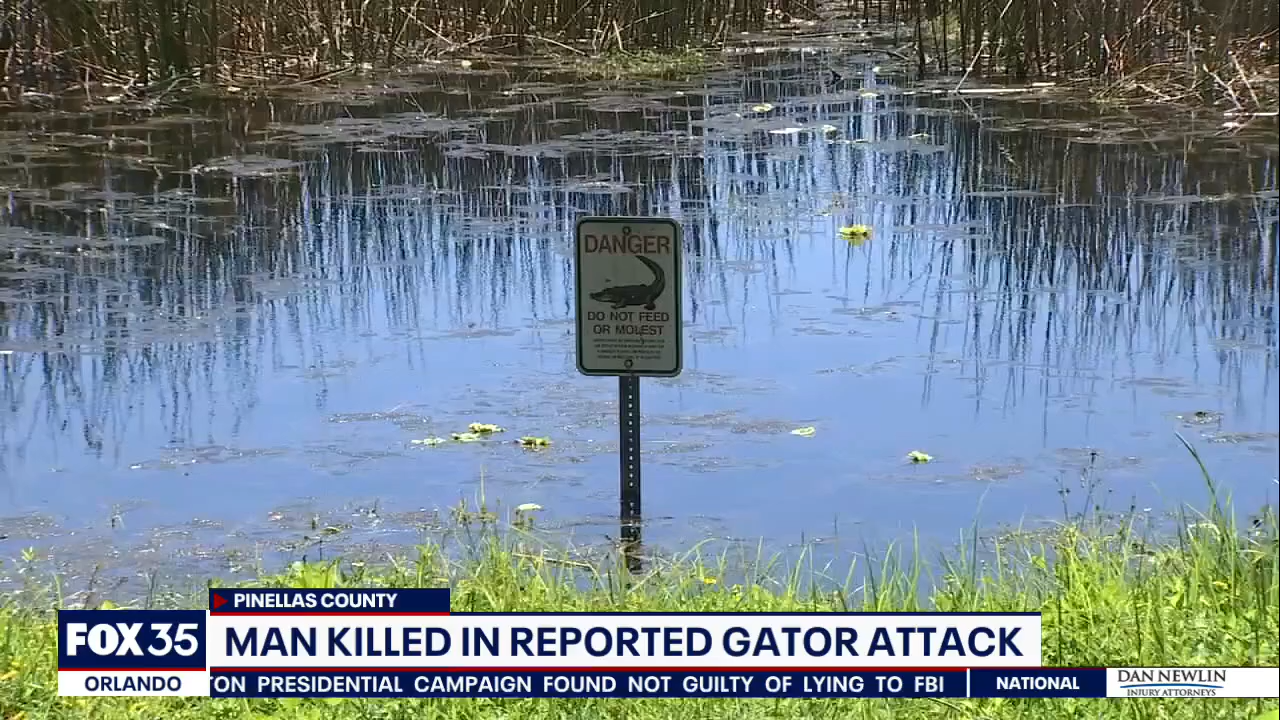 DANGER
DO NOT FEED
OR MOLEST
PINELLAS COUNTY
FOX 35
MAN KILLED IN REPORTED GATOR ATTACK
ORLANDO
TON PRESIDENTIAL CAMPAIGN FOUND NOT GUILTY OF LYING TO FBI
NATIONAL
DAN NEWLIN
INJURY ATTORNEYS